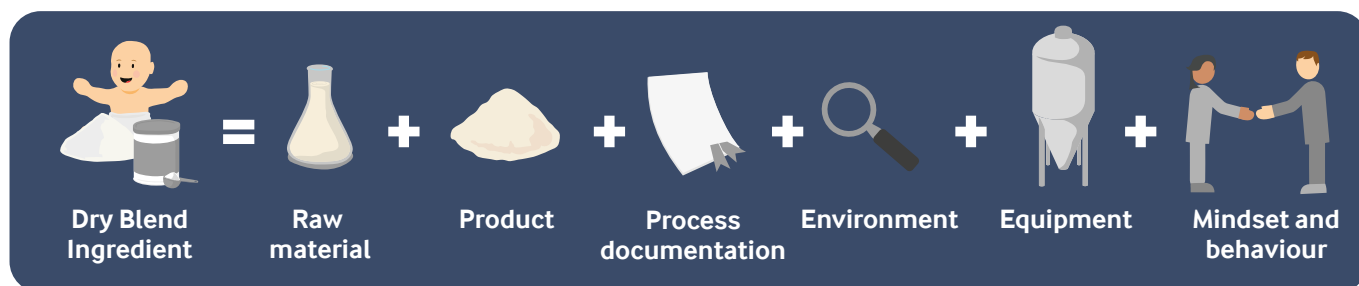 Dry Blend
Ingredient
=
Raw
material
+
Product
+
Process
documentation
+
Environment
+
Equipment
+
Mindset and
behaviour